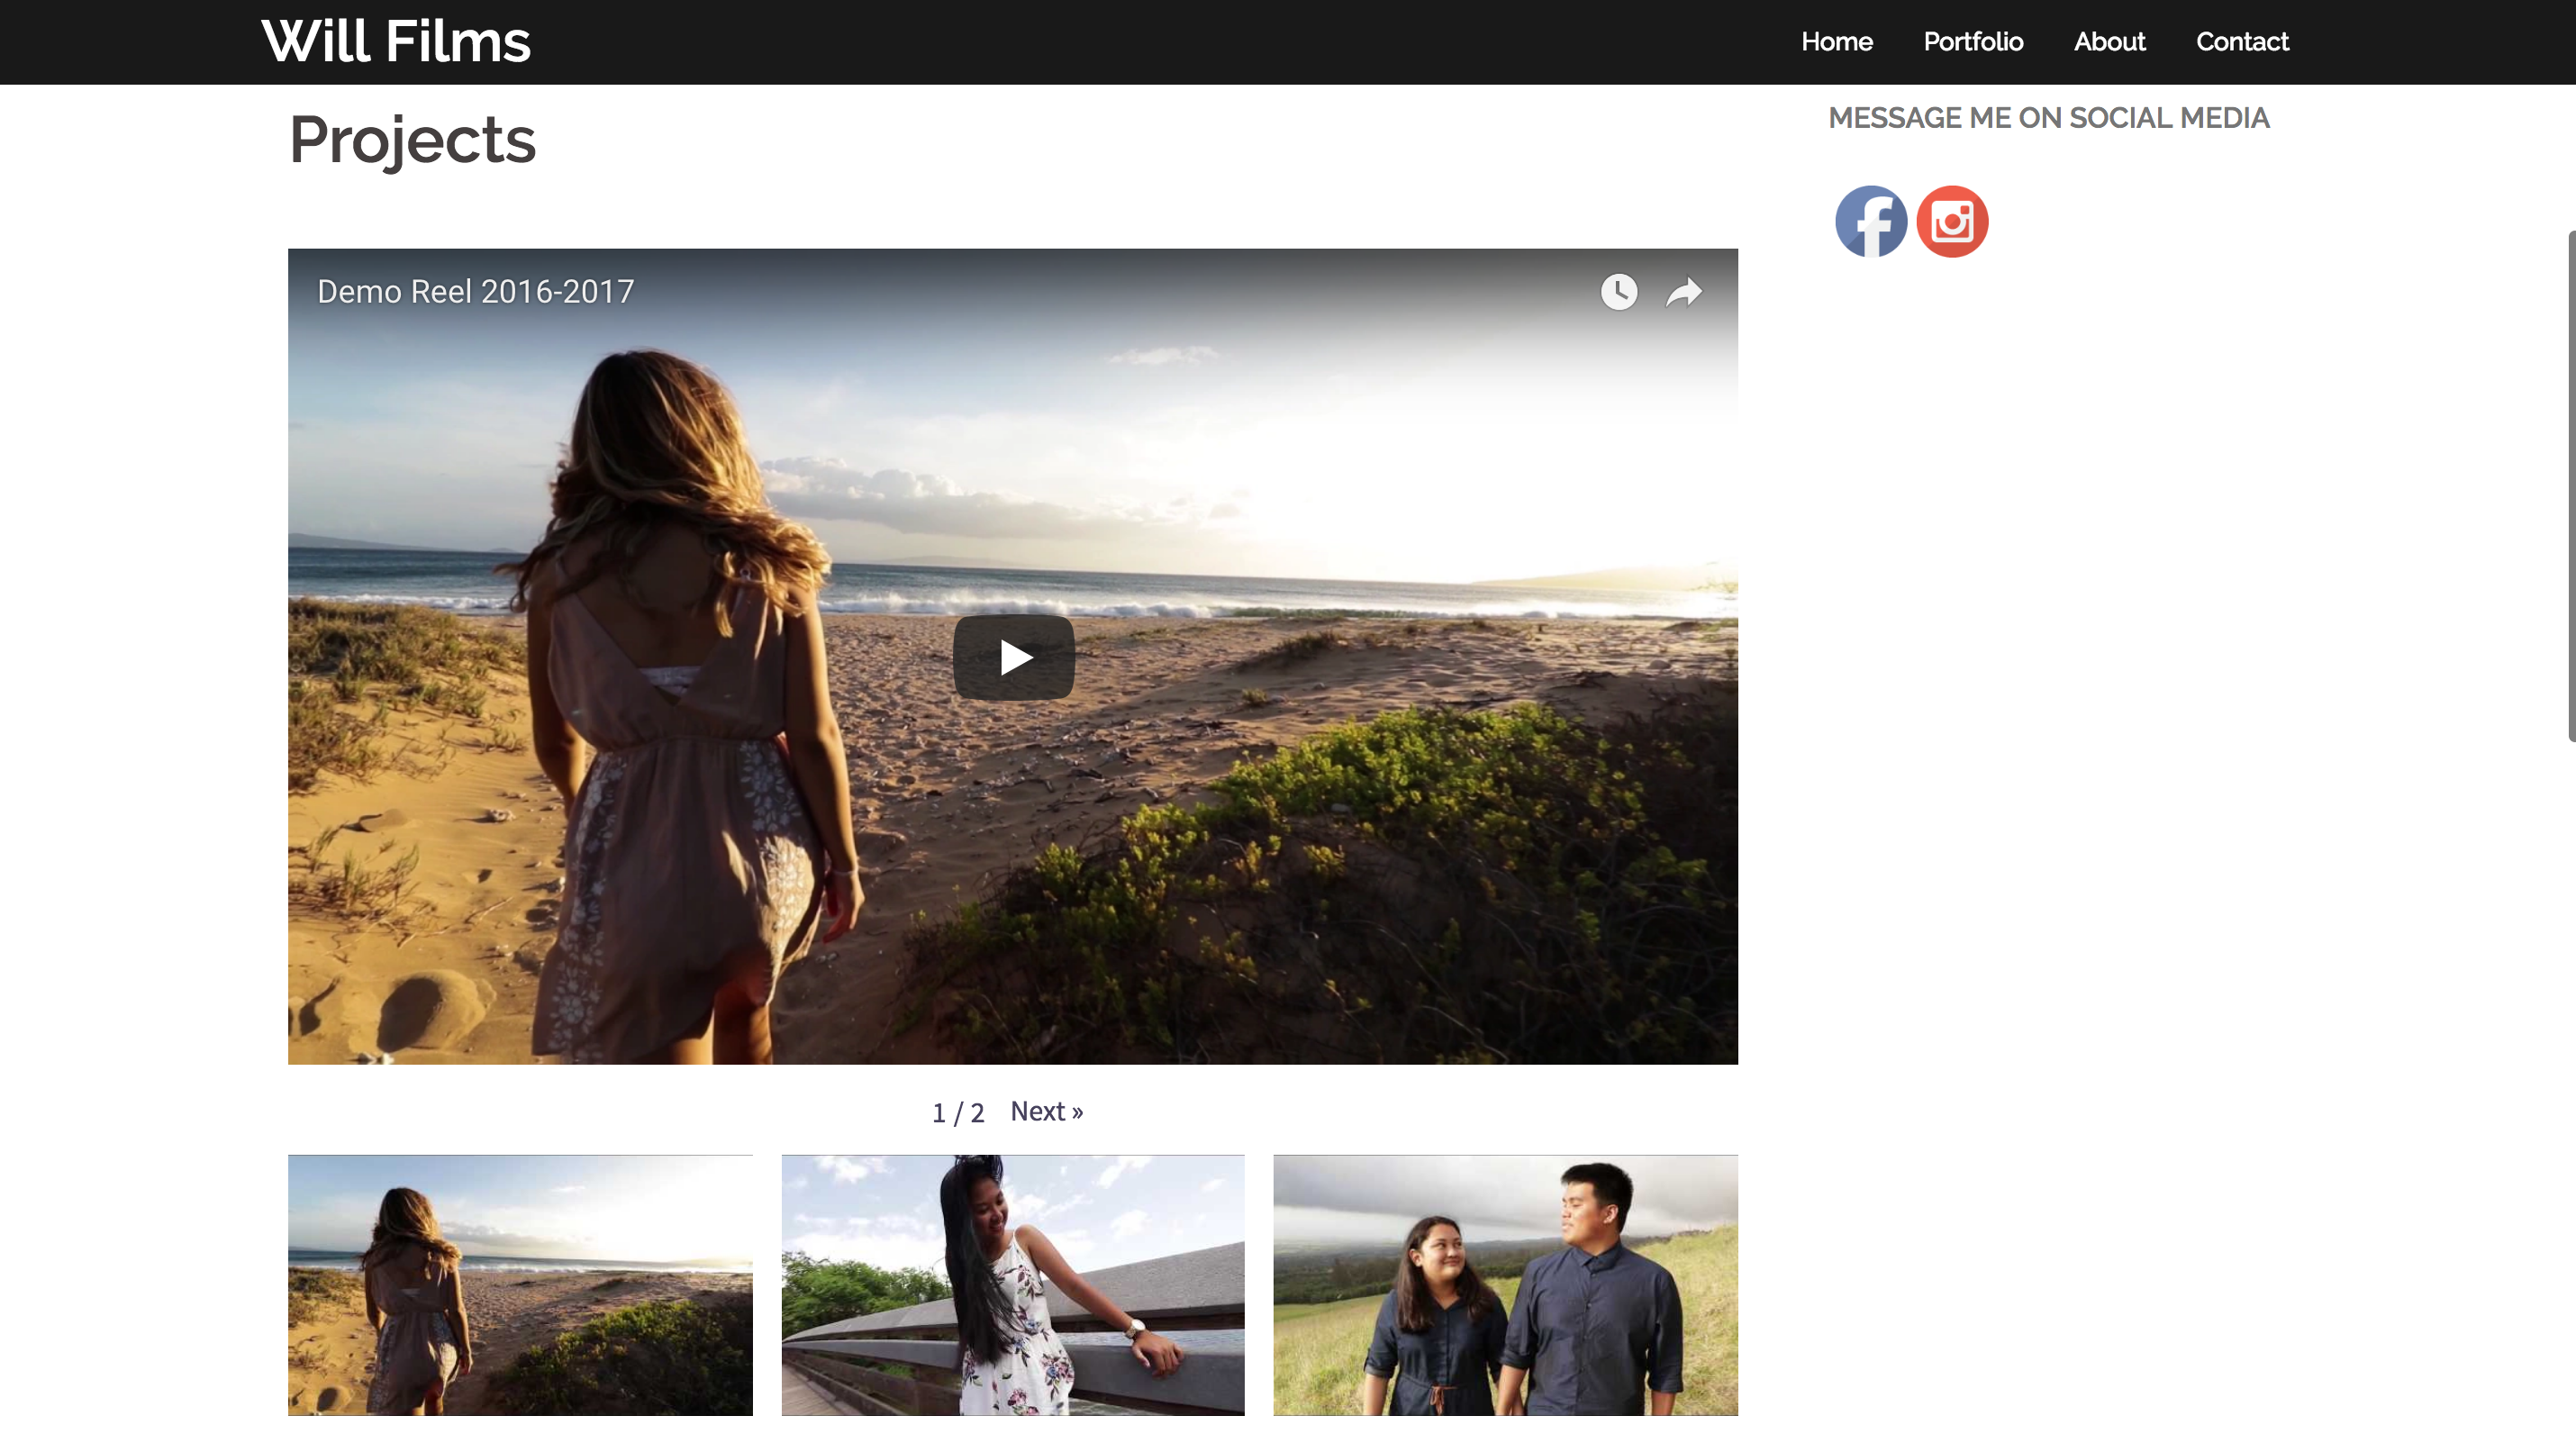 Will Films
Home Portfolio About Contact
Projects
MESSAGE ME ON SOCIAL MEDIA
Demo Reel 2016-2017
1 / 2 Next »